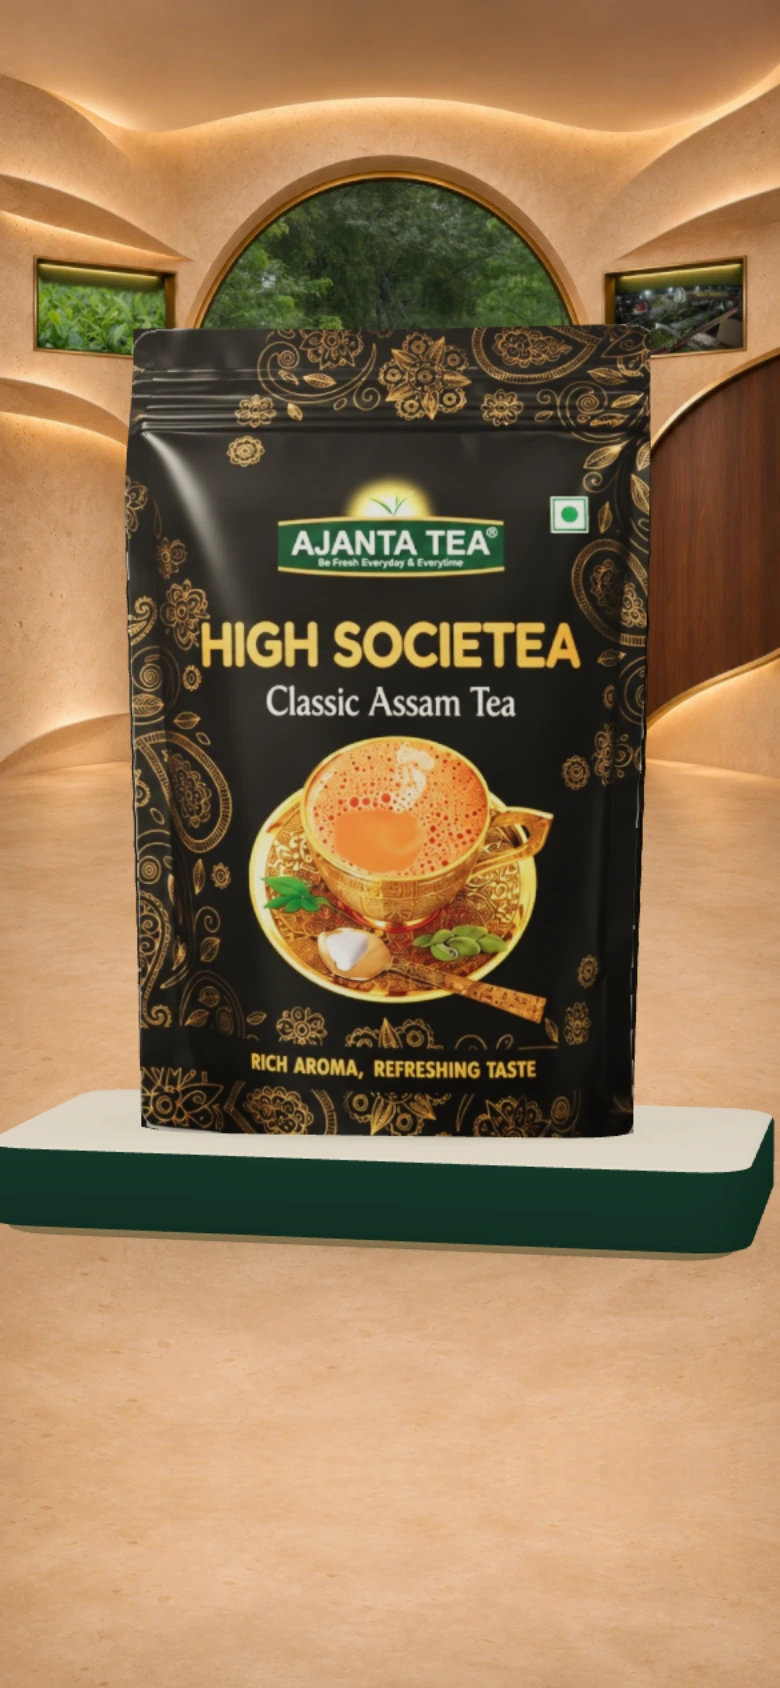 AJANTA TEA®
Be Fresh Everyday & Everytime
HIGH SOCIETEA
Classic Assam Tea
RICH AROMA, REFRESHING TASTE